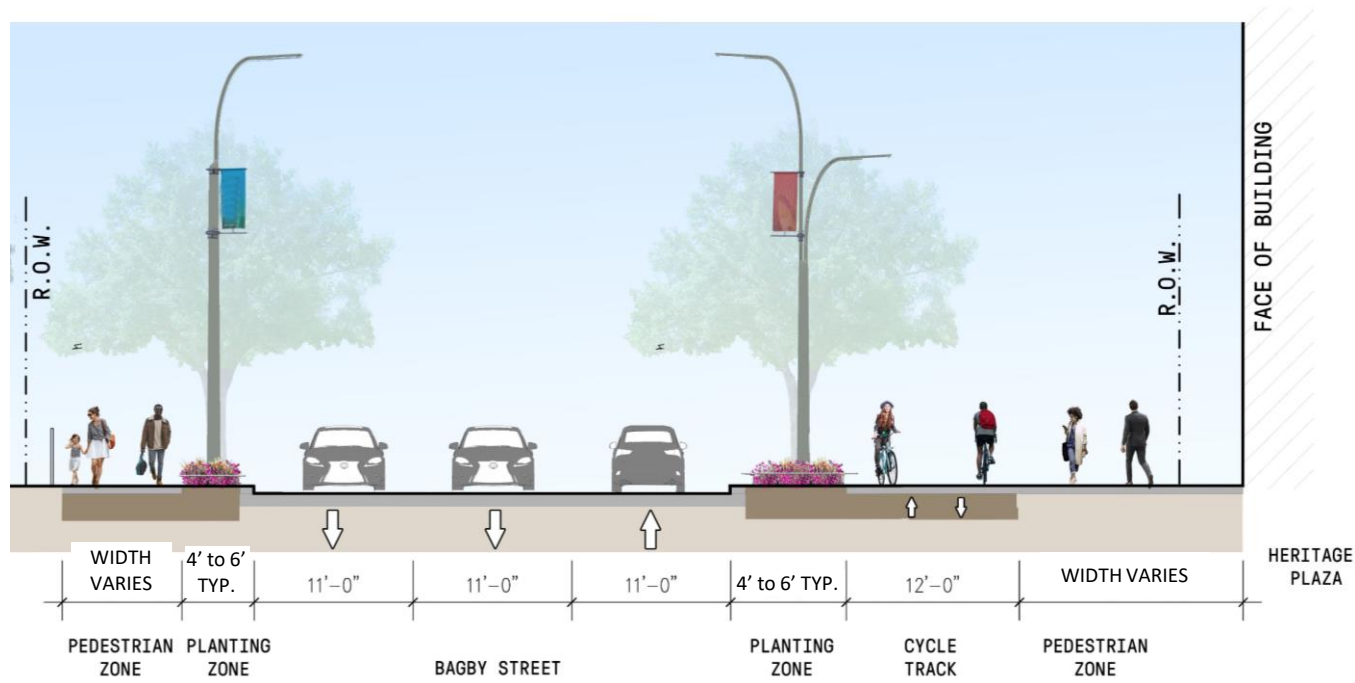 R.O.W.
R.O.W.
FACE OF BUILDING
WIDTH
VARIES
4’ to 6’
TYP.
11’-0”
11’-0”
11’-0”
4’ to 6’ TYP.
12’-0”
WIDTH VARIES
HERITAGE
PLAZA
PEDESTRIAN
ZONE
PLANTING
ZONE
BAGBY STREET
PLANTING
ZONE
CYCLE
TRACK
PEDESTRIAN
ZONE